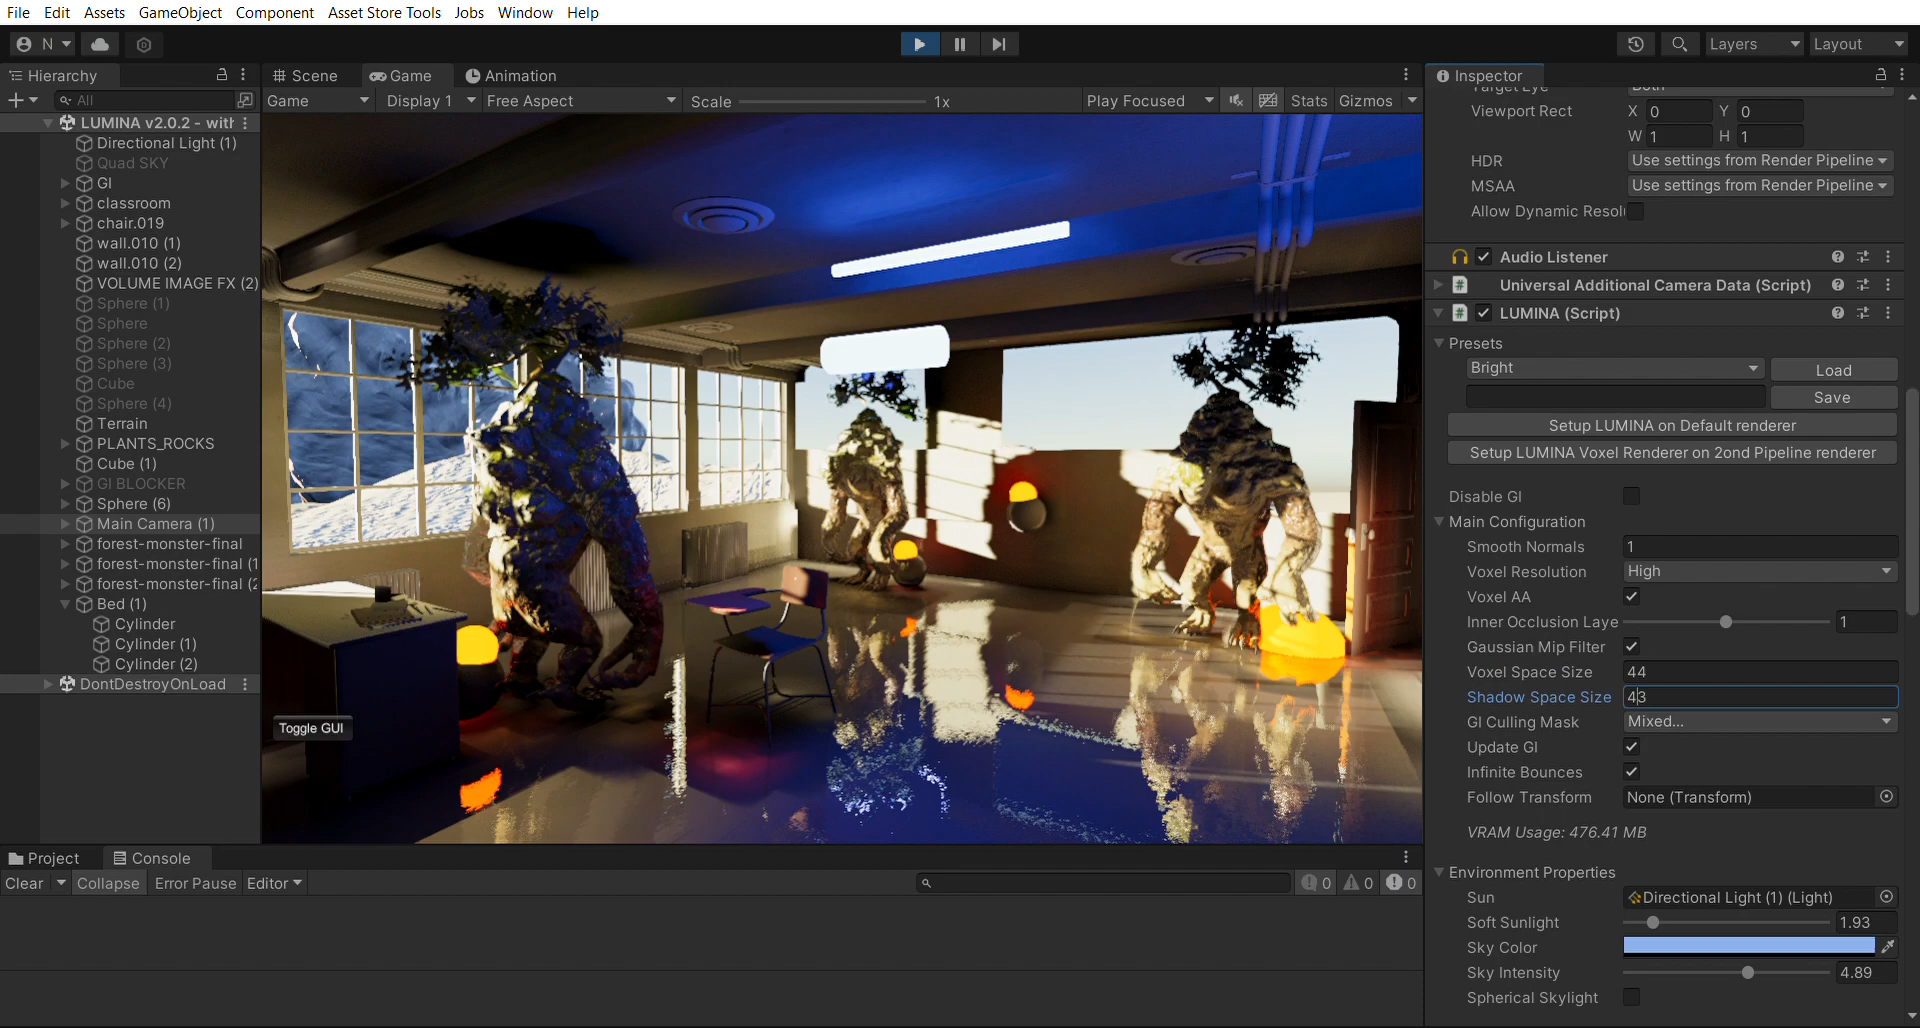 File Edit Assets GameObject Component Asset Store Tools Jobs Window Help
N Layers Layout
Hierarchy
All
LUMINA v2.0.2 - with
Directional Light (1)
Quad SKY
GI
classroom
chair.019
wall.010 (1)
wall.010 (2)
VOLUME IMAGE FX (2)
Sphere (1)
Sphere
Sphere (2)
Sphere (3)
Cube
Sphere (4)
Terrain
PLANTS_ROCKS
Cube (1)
GI BLOCKER
Sphere (6)
Main Camera (1)
forest-monster-final
forest-monster-final (1
forest-monster-final (2
Bed (1)
Cylinder
Cylinder (1)
Cylinder (2)
DontDestroyOnLoad
Scene Game Animation
Game Display 1 Free Aspect Scale 1x Play Focused Stats Gizmos
Toggle GUI
Project Console
Clear Collapse Error Pause Editor 0 0 0
Inspector
Target Eye Both
Viewport Rect X 0 Y 0
W 1 H 1
HDR Use settings from Render Pipeline
MSAA Use settings from Render Pipeline
Allow Dynamic Resol
Audio Listener
Universal Additional Camera Data (Script)
LUMINA (Script)
Presets
Bright Load
Save
Setup LUMINA on Default renderer
Setup LUMINA Voxel Renderer on 2ond Pipeline renderer
Disable GI
Main Configuration
Smooth Normals 1
Voxel Resolution High
Voxel AA
Inner Occlusion Laye 1
Gaussian Mip Filter
Voxel Space Size 44
Shadow Space Size 43
GI Culling Mask Mixed...
Update GI
Infinite Bounces
Follow Transform None (Transform)
VRAM Usage: 476.41 MB
Environment Properties
Sun Directional Light (1) (Light)
Soft Sunlight 1.93
Sky Color
Sky Intensity 4.89
Spherical Skylight